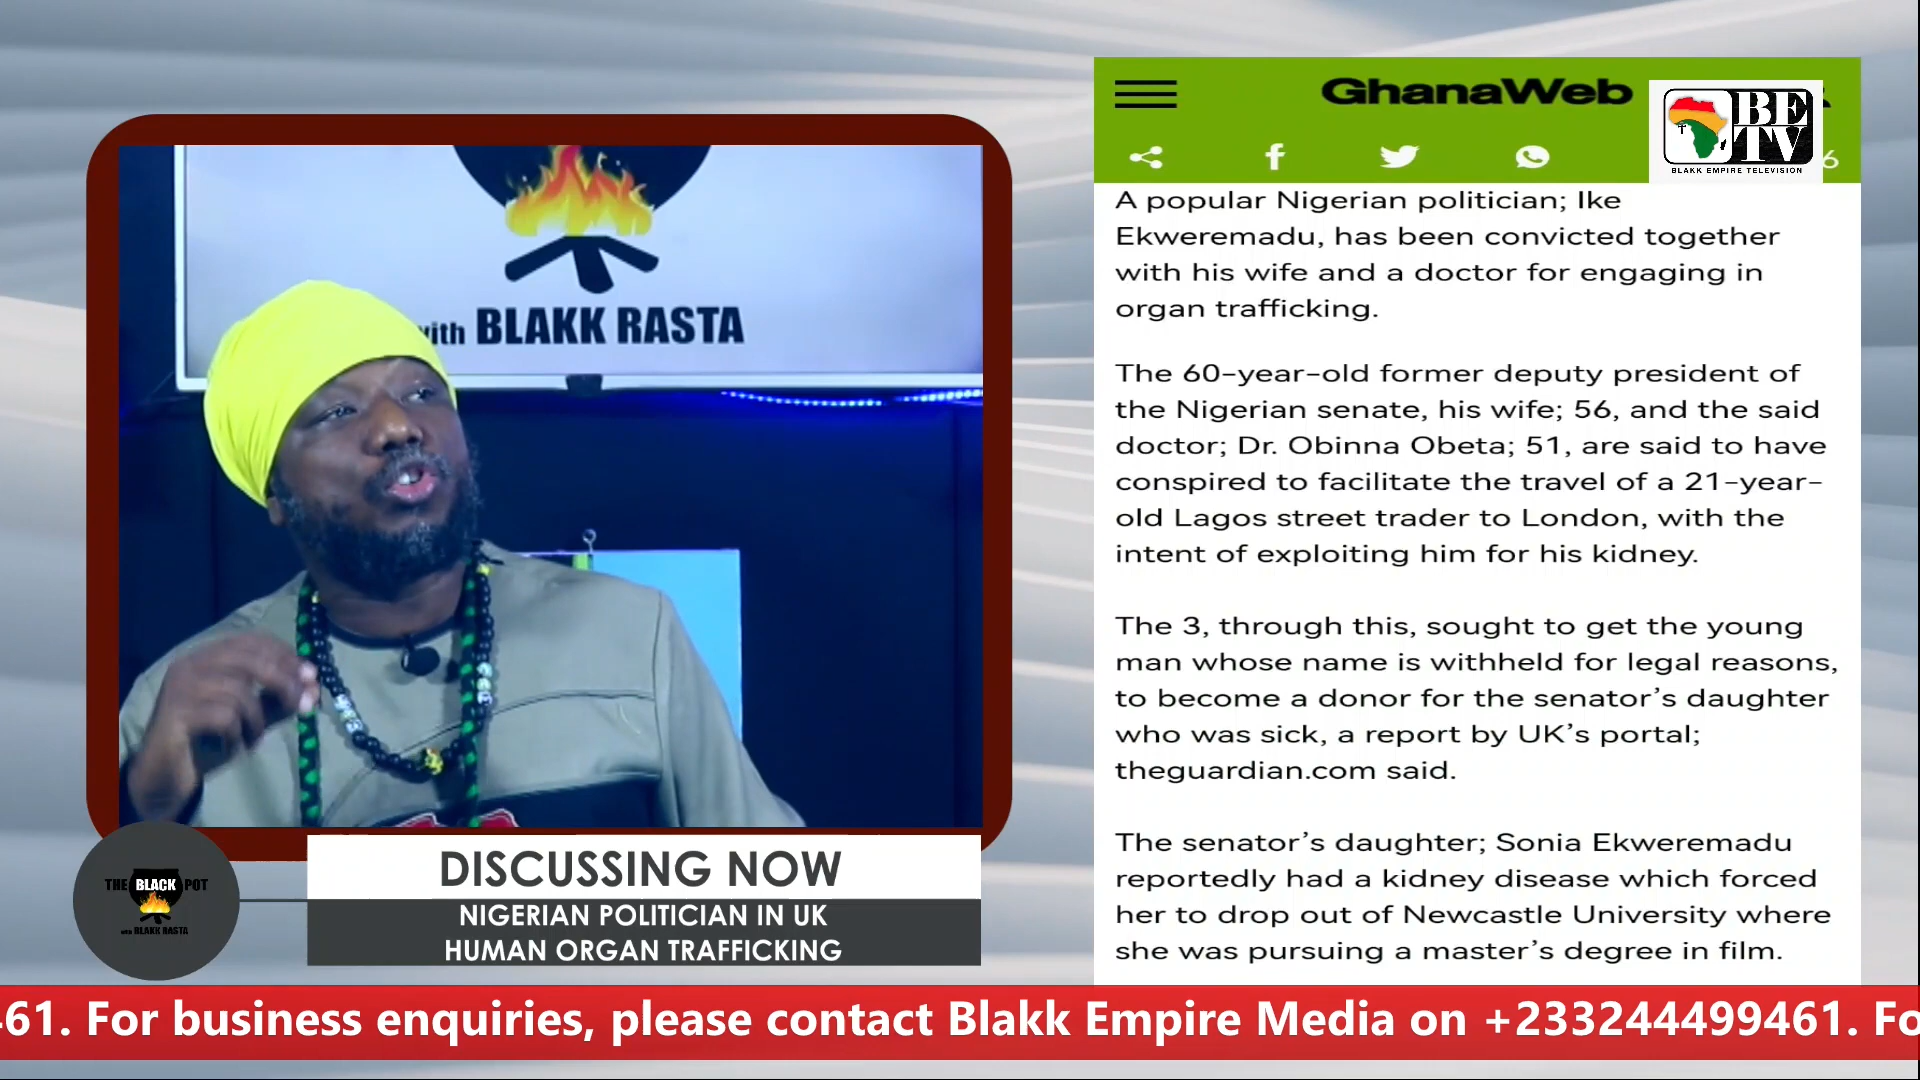 with BLAKK RASTA
GhanaWeb
BE
TV
BLAKK EMPIRE TELEVISION
6
A popular Nigerian politician; Ike
Ekweremadu, has been convicted together
with his wife and a doctor for engaging in
organ trafficking.
The 60-year-old former deputy president of
the Nigerian senate, his wife; 56, and the said
doctor; Dr. Obinna Obeta; 51, are said to have
conspired to facilitate the travel of a 21-year-
old Lagos street trader to London, with the
intent of exploiting him for his kidney.
The 3, through this, sought to get the young
man whose name is withheld for legal reasons,
to become a donor for the senator's daughter
who was sick, a report by UK's portal;
theguardian.com said.
The senator's daughter; Sonia Ekweremadu
reportedly had a kidney disease which forced
her to drop out of Newcastle University where
she was pursuing a master's degree in film.
THE BLACK POT
with BLAKK RASTA
DISCUSSING NOW
NIGERIAN POLITICIAN IN UK
HUMAN ORGAN TRAFFICKING
461. For business enquiries, please contact Blakk Empire Media on +233244499461. Fo